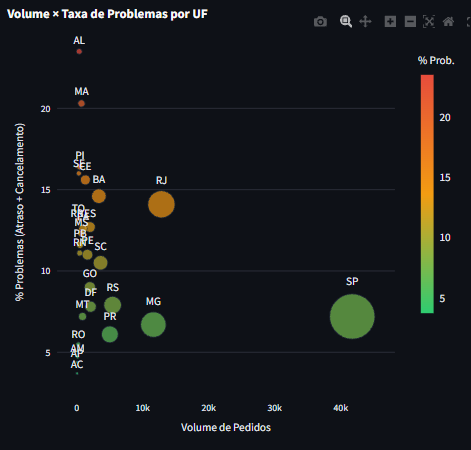 Volume × Taxa de Problemas por UF
AL
% Prob.
MA
20
20
PI
SE
CE
BA
RJ
15
15
TO
ES
MS
PB
RN
PE
SC
10
10
GO
SP
DF
RS
MT
MG
PR
5
RO
5
AM
AP
AC
0
10k
20k
30k
40k
% Problemas (Atraso + Cancelamento)
Volume de Pedidos